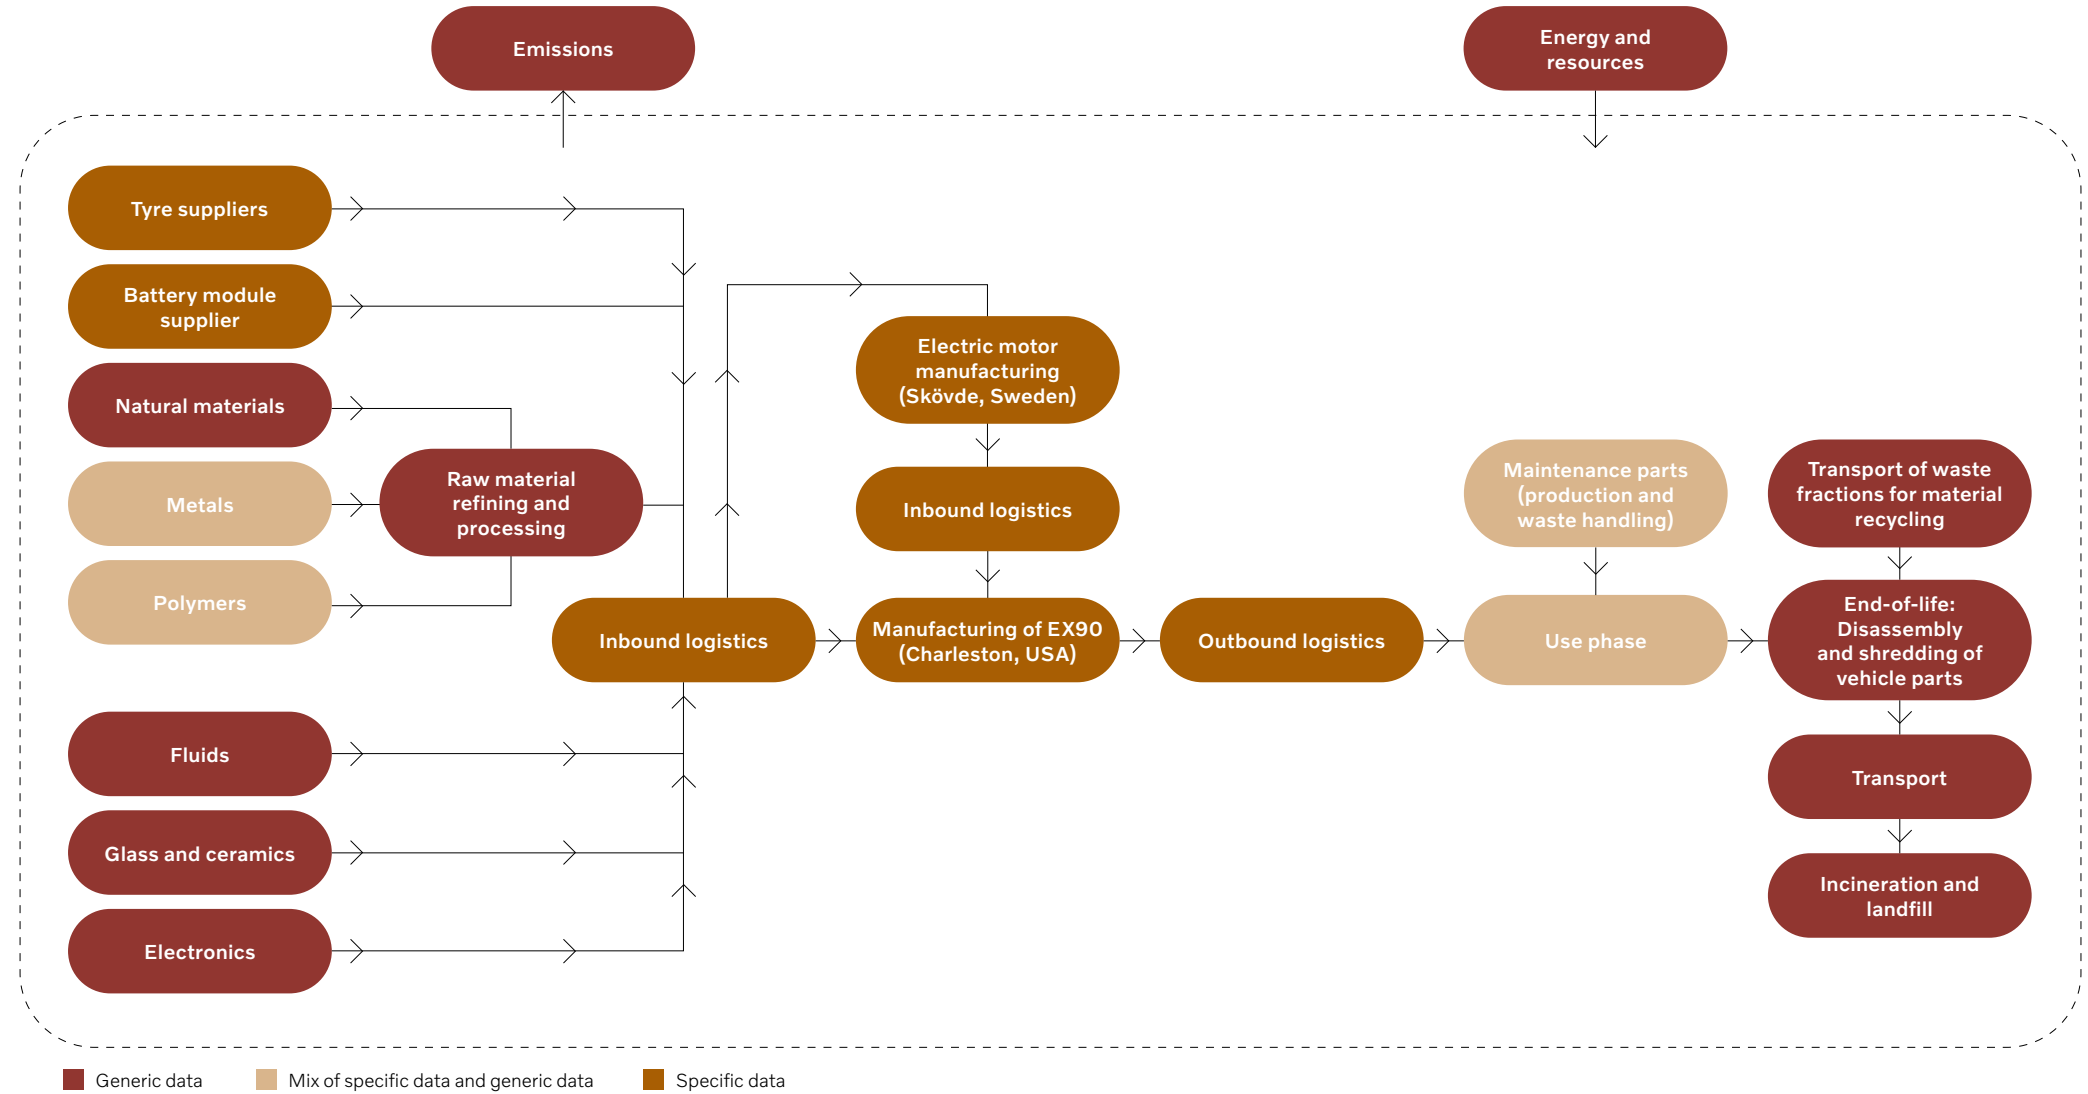 Emissions
Energy and
resources
Tyre suppliers
Battery module
supplier
Natural materials
Metals
Polymers
Raw material
refining and
processing
Fluids
Glass and ceramics
Electronics
Inbound logistics
Electric motor
manufacturing
(Skövde, Sweden)
Inbound logistics
Manufacturing of EX90
(Charleston, USA)
Outbound logistics
Maintenance parts
(production and
waste handling)
Use phase
Transport of waste
fractions for material
recycling
End-of-life:
Disassembly
and shredding of
vehicle parts
Transport
Incineration and
landfill
Generic data
Mix of specific data and generic data
Specific data